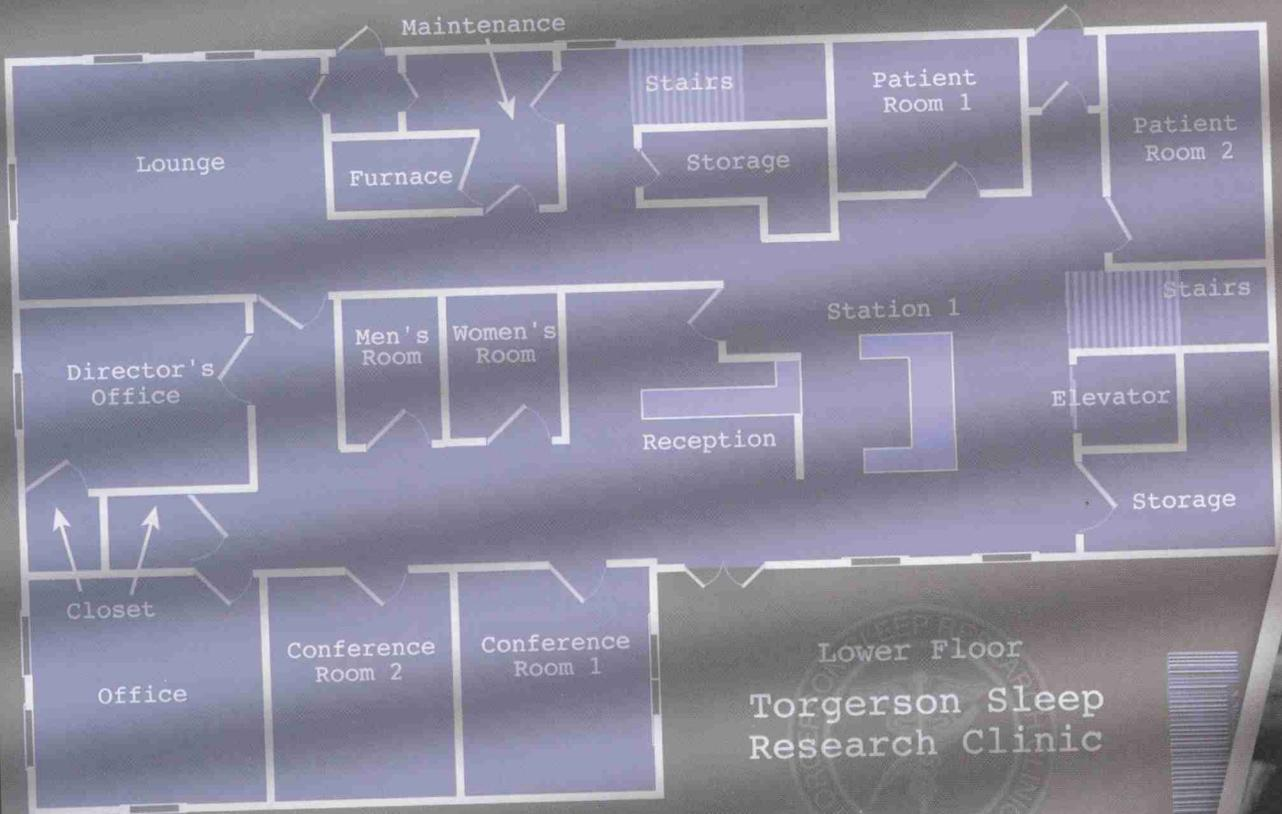 Maintenance
Stairs
Patient
Room 1
Patient
Room 2
Lounge
Furnace
Storage
Stairs
Station 1
Men's
Room
Women's
Room
Director's
Office
Elevator
Reception
Storage
Closet
Conference
Room 2
Conference
Room 1
Office
Lower Floor
Torgerson Sleep
Research Clinic